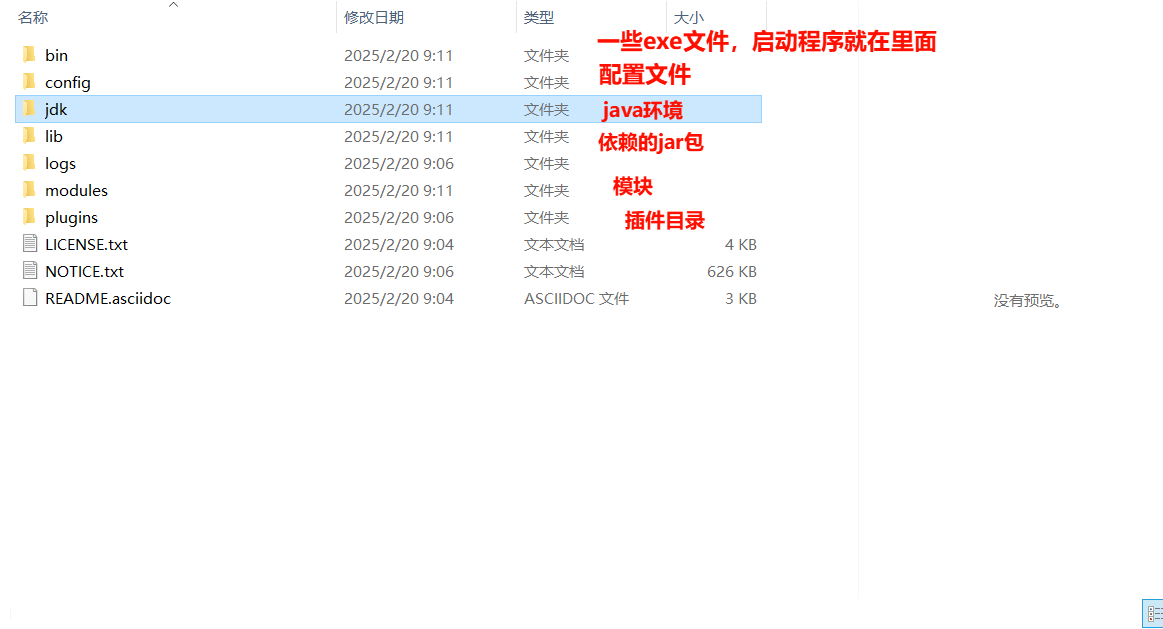 名称 修改日期 类型 大小
一些exe文件，启动程序就在里面
bin 2025/2/20 9:11 文件夹
配置文件
config 2025/2/20 9:11 文件夹
jdk 2025/2/20 9:11 文件夹 java环境
lib 2025/2/20 9:11 文件夹 依赖的jar包
logs 2025/2/20 9:06 文件夹
modules 2025/2/20 9:11 文件夹 模块
plugins 2025/2/20 9:06 文件夹 插件目录
LICENSE.txt 2025/2/20 9:04 文本文档 4 KB
NOTICE.txt 2025/2/20 9:06 文本文档 626 KB
README.asciidoc 2025/2/20 9:04 ASCIIDOC 文件 3 KB
没有预览。